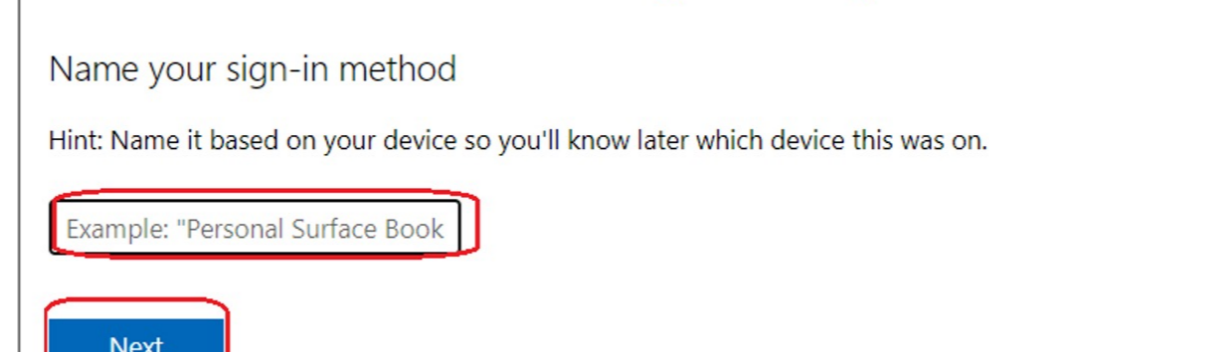 Name your sign-in method
Hint: Name it based on your device so you'll know later which device this was on.
Example: "Personal Surface Book
Next